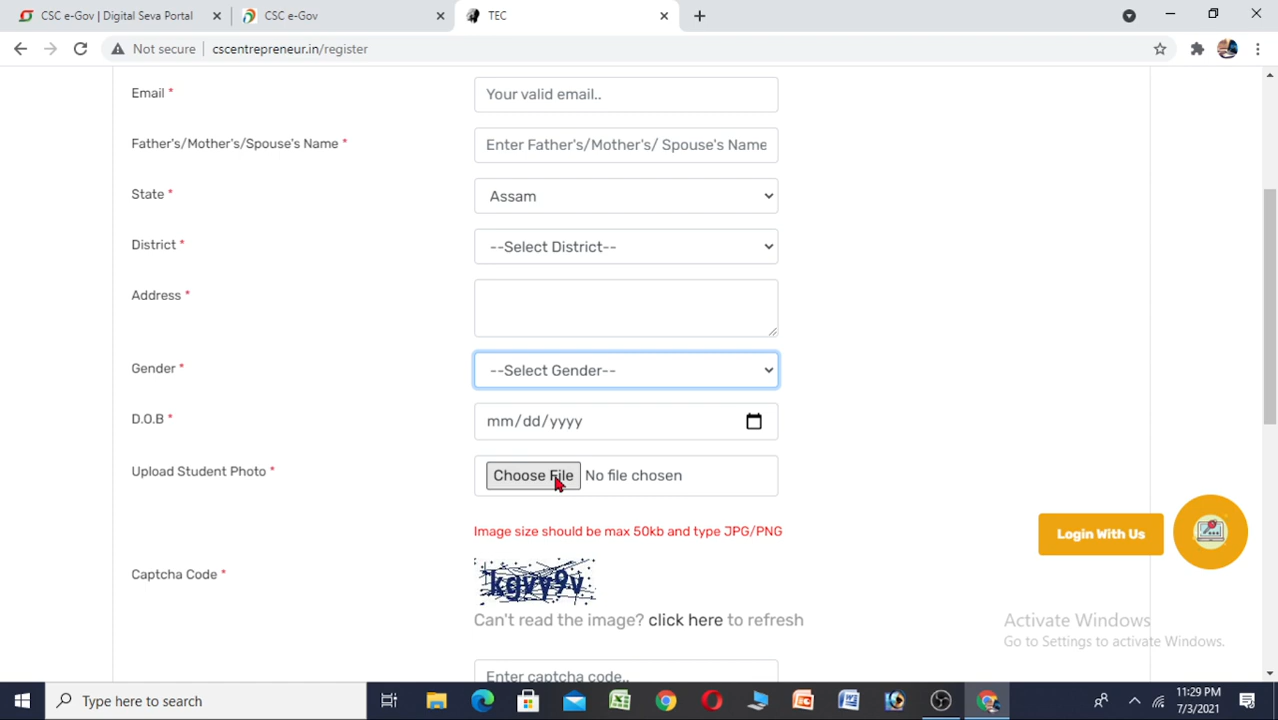 CSC e-Gov | Digital Seva Portal
CSC e-Gov
TEC
Not secure
cscentrepreneur.in/register
Email *
Your valid email..
Father's/Mother's/Spouse's Name *
Enter Father's/Mother's/ Spouse's Name
State *
Assam
District *
--Select District--
Address *
Gender *
--Select Gender--
D.O.B *
mm/dd/yyyy
Upload Student Photo *
Choose File No file chosen
Image size should be max 50kb and type JPG/PNG
Login With Us
Captcha Code *
kgvy9v
Can't read the image? click here to refresh
Activate Windows
Go to Settings to activate Windows.
Enter captcha code..
Type here to search
11:29 PM
7/3/2021